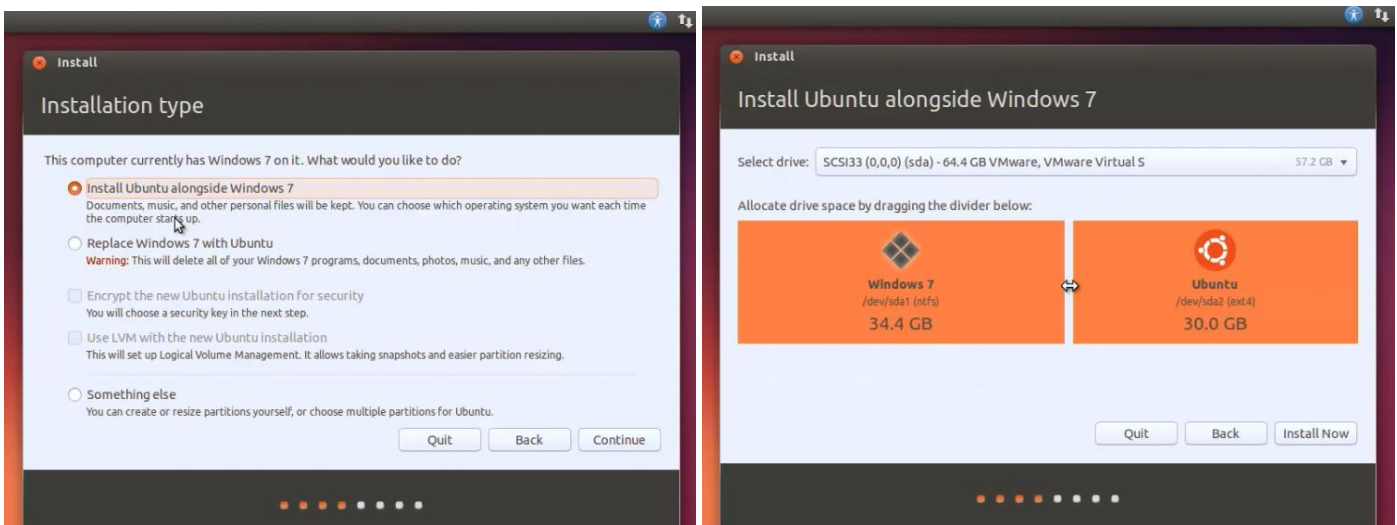 Install
Installation type
This computer currently has Windows 7 on it. What would you like to do?
Install Ubuntu alongside Windows 7
Documents, music, and other personal files will be kept. You can choose which operating system you want each time
the computer starts up.
Replace Windows 7 with Ubuntu
Warning: This will delete all of your Windows 7 programs, documents, photos, music, and any other files.
Encrypt the new Ubuntu installation for security
You will choose a security key in the next step.
Use LVM with the new Ubuntu installation
This will set up Logical Volume Management. It allows taking snapshots and easier partition resizing.
Something else
You can create or resize partitions yourself, or choose multiple partitions for Ubuntu.
Quit Back Continue
Install
Install Ubuntu alongside Windows 7
Select drive: SCSI33 (0,0,0) (sda) - 64.4 GB VMware, VMware Virtual S 57.2 GB
Allocate drive space by dragging the divider below:
Windows 7
/dev/sda1 (ntfs)
34.4 GB
Ubuntu
/dev/sda2 (ext4)
30.0 GB
Quit Back Install Now